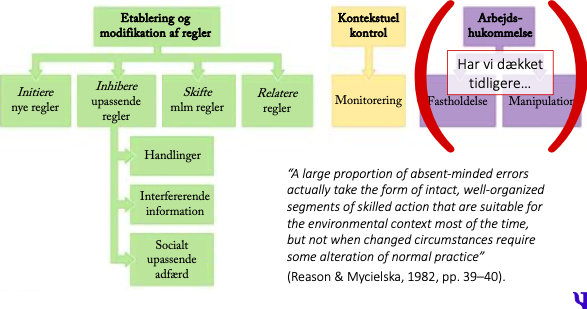 Etablering og
modifikation af regler
Kontekstuel
kontrol
Arbejds-
hukommelse
Har vi dækket
tidligere...
Initiere
nye regler
Inhibere
upassende
regler
Skifte
mlm regler
Relatere
regler
Monitorering
Fastholdelse
Manipulation
Handlinger
Interfererende
information
Socialt
upassende
adfærd
“A large proportion of absent-minded errors
actually take the form of intact, well-organized
segments of skilled action that are suitable for
the environmental context most of the time,
but not when changed circumstances require
some alteration of normal practice”
(Reason & Mycielska, 1982, pp. 39–40).